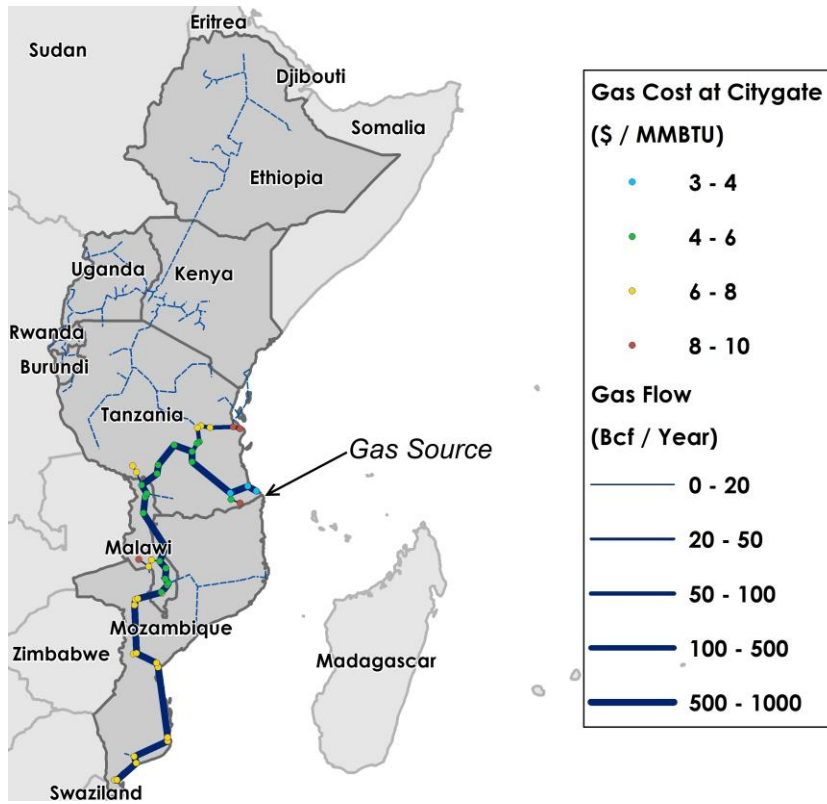 Eritrea
Sudan
Djibouti
Somalia
Ethiopia
Uganda
Kenya
Rwanda
Burundi
Tanzania
Gas Source
Malawi
Mozambique
Zimbabwe
Madagascar
Swaziland
Gas Cost at Citygate
($ / MMBTU)
3 - 4
4 - 6
6 - 8
8 - 10
Gas Flow
(Bcf / Year)
0 - 20
20 - 50
50 - 100
100 - 500
500 - 1000